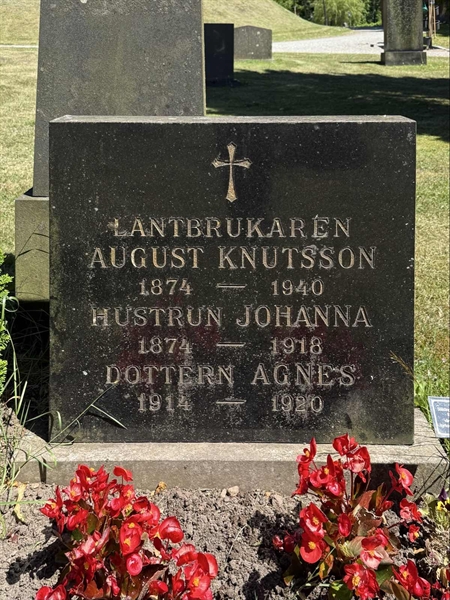 LANTBRUKAREN
AUGUST KNUTSSON
1874 — 1940
HUSTRUN JOHANNA
1874 — 1918
DOTTERN AGNES
1914 — 1920